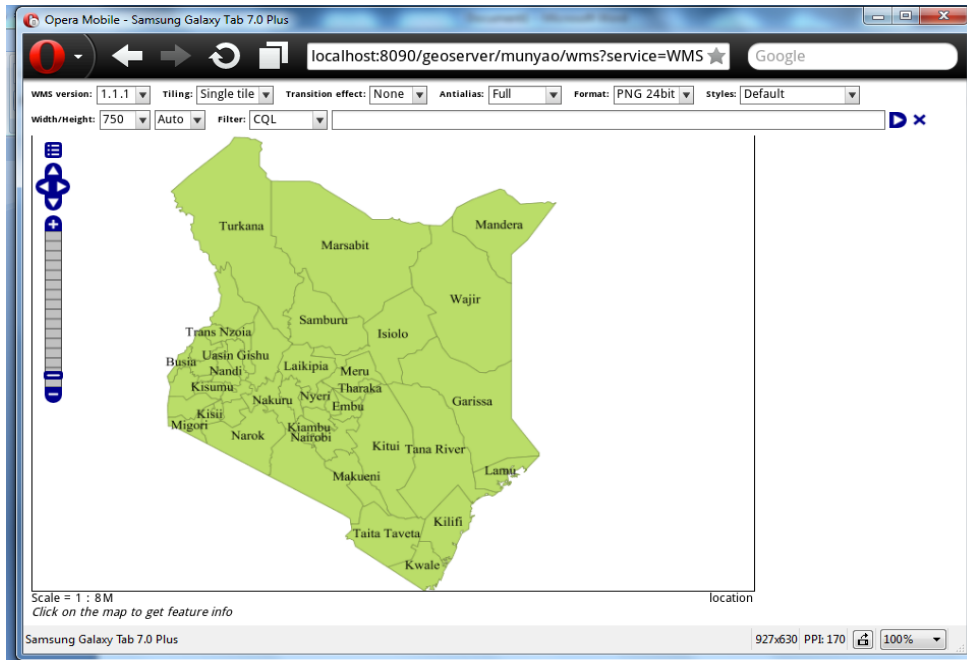 Opera Mobile - Samsung Galaxy Tab 7.0 Plus
localhost:8090/geoserver/munyao/wms?service=WMS Google
WMS version: 1.1.1 Tiling: Single tile Transition effect: None Antialias: Full Format: PNG 24bit Styles: Default
Width/Height: 750 Auto Filter: CQL
Mandera
Turkana
Marsabit
Wajir
Samburu
Trans Nzoia Isiolo
Busia Uasin Gishu
Nandi Laikipia Meru
Kisumu Tharaka
Nakuru Nyeri Garissa
Kisii Embu
Migori Narok Kiambu
Nairobi
Kitui Tana River
Makueni Lamu
Kilifi
Taita Taveta
Kwale
Scale = 1 : 8M location
Click on the map to get feature info
Samsung Galaxy Tab 7.0 Plus 927x630 PPI: 170 100%